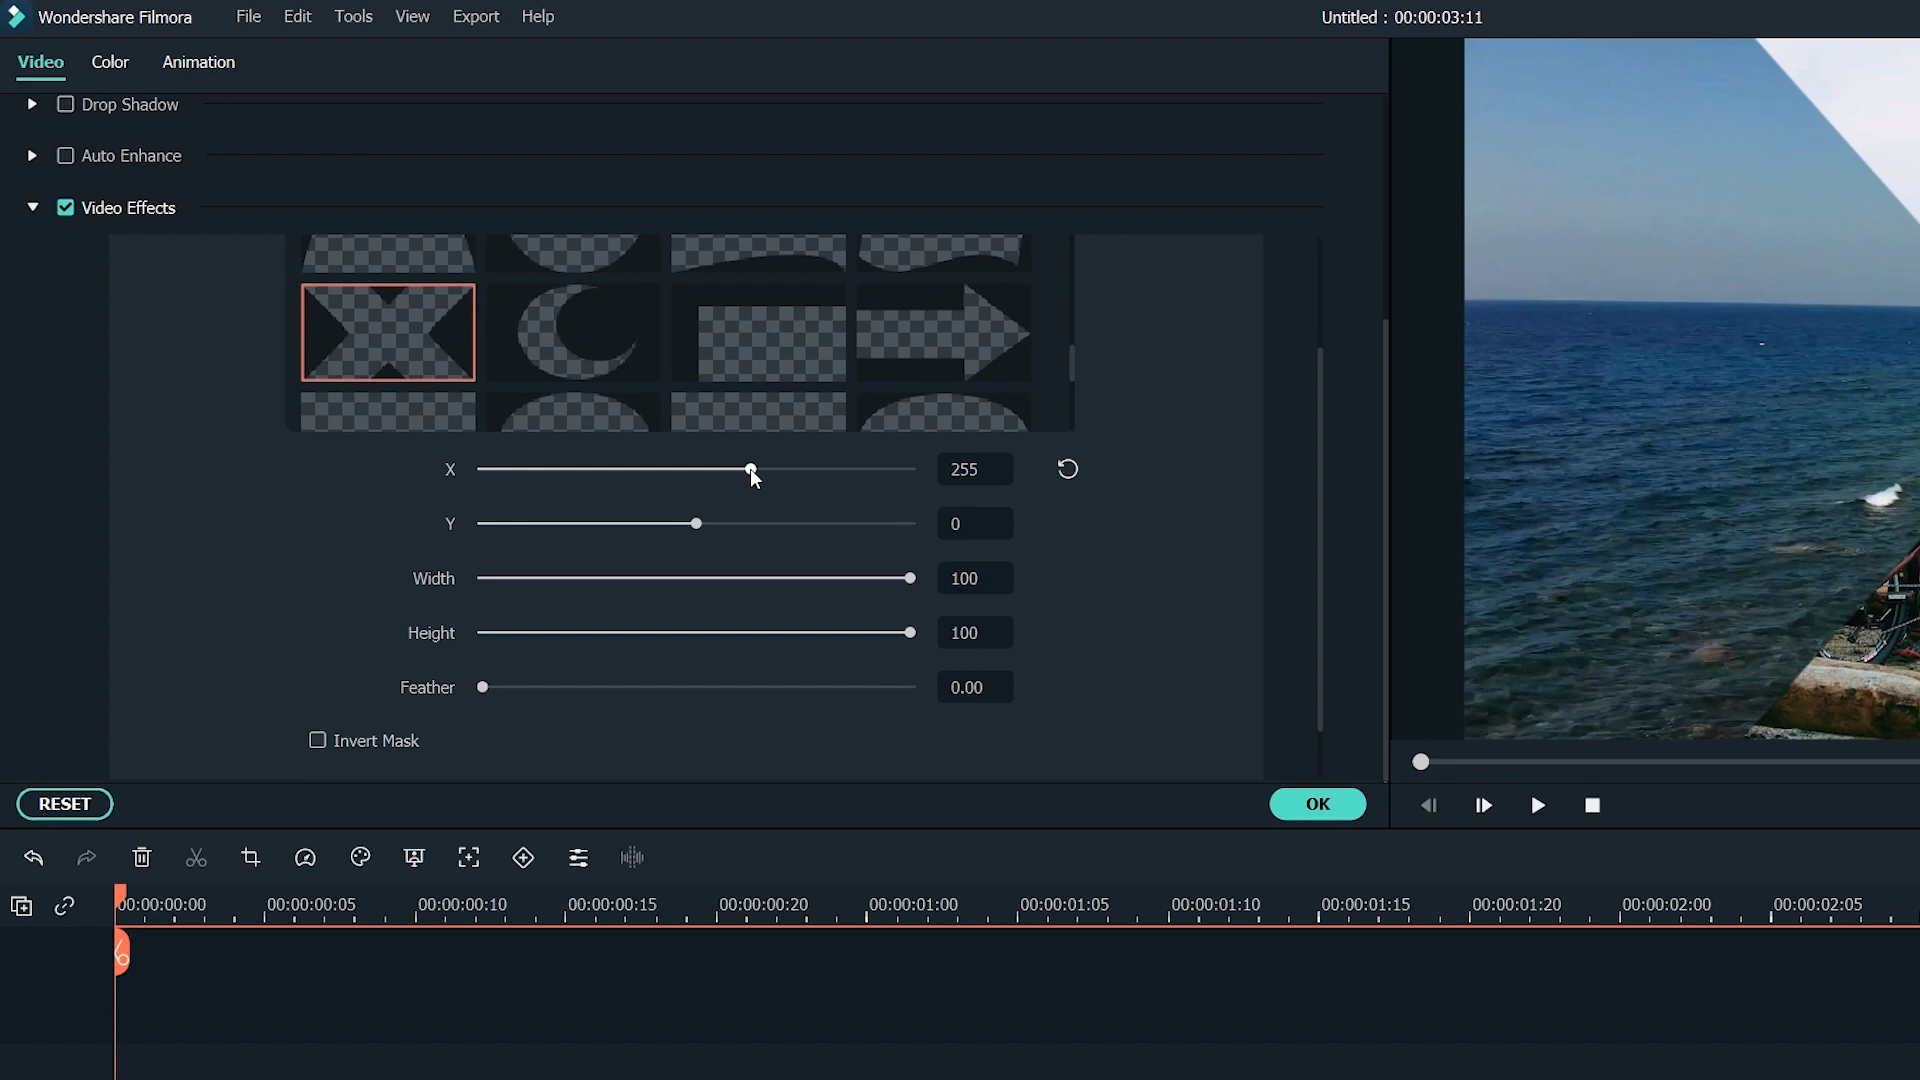 Wondershare Filmora File Edit Tools View Export Help Untitled : 00:00:03:11
Video Color Animation
Drop Shadow
Auto Enhance
Video Effects
X 255
Y 0
Width 100
Height 100
Feather 0.00
Invert Mask
RESET OK
00:00:00:00 00:00:00:05 00:00:00:10 00:00:00:15 00:00:00:20 00:00:01:00 00:00:01:05 00:00:01:10 00:00:01:15 00:00:01:20 00:00:02:00 00:00:02:05